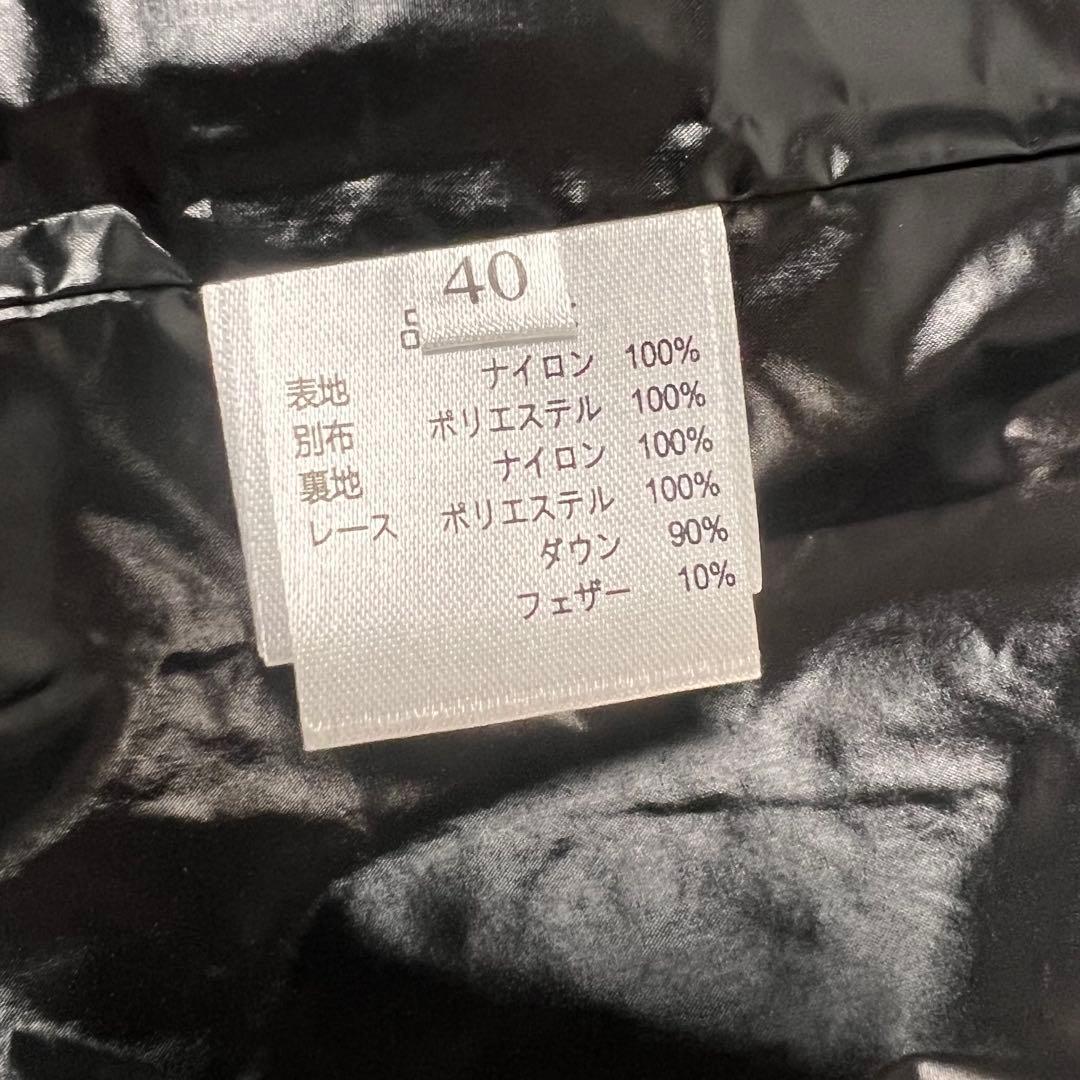 40
表地 ナイロン 100%
別布 ポリエステル 100%
裏地 ナイロン 100%
レース ポリエステル 100%
ダウン 90%
フェザー 10%